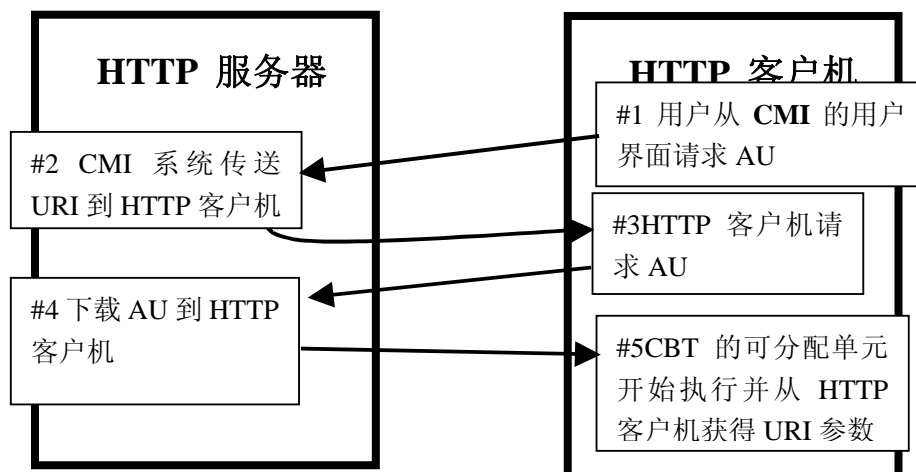 HTTP 服务器
HTTP 客户机
#1 用户从 CMI 的用户
界面请求 AU
#2 CMI 系统传送
URI 到 HTTP 客户机
#3HTTP 客户机请
求 AU
#4 下载 AU 到 HTTP
客户机
#5CBT 的可分配单元
开始执行并从 HTTP
客户机获得 URI 参数